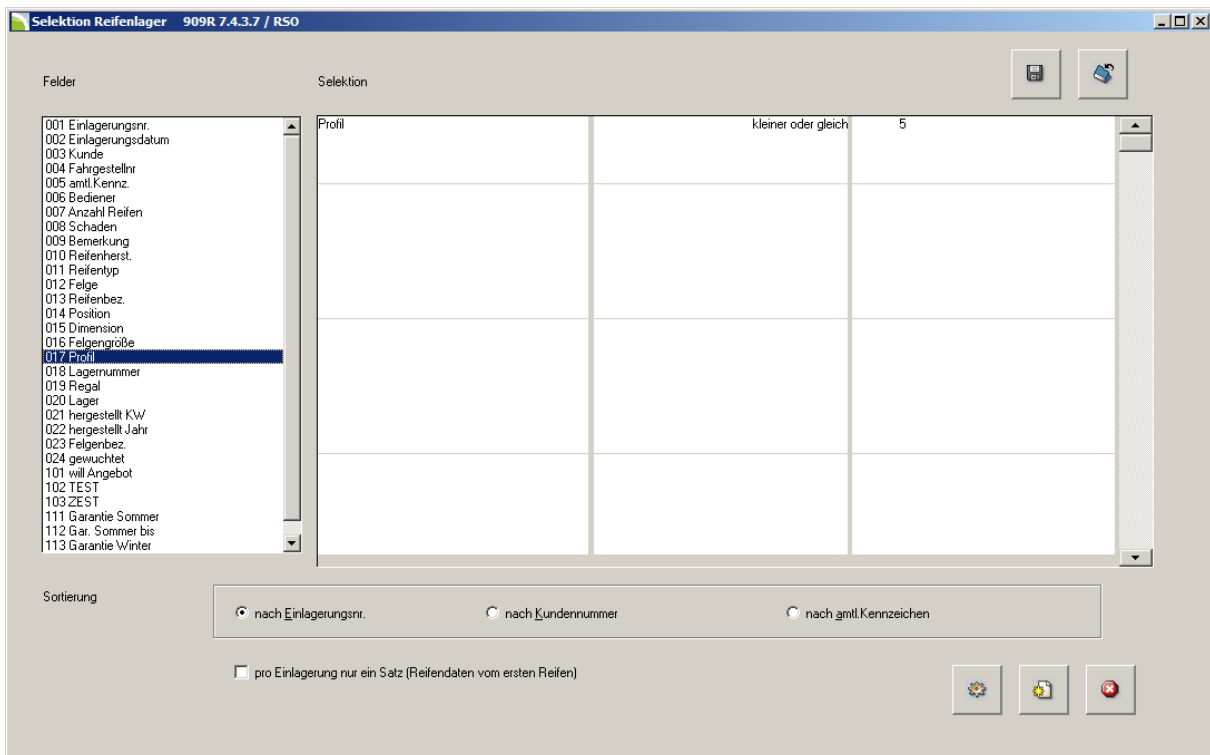 Selektion Reifenlager 909R 7.4.3.7 / RSO
Felder
Selektion
001 Einlagerungsnr.
002 Einlagerungsdatum
003 Kunde
004 Fahrgestellnr
005 amtl.Kennz.
006 Bediener
007 Anzahl Reifen
008 Schaden
009 Bemerkung
010 Reifenherst.
011 Reifentyp
012 Felge
013 Reifenbez.
014 Position
015 Dimension
016 Felgengröße
017 Profil
018 Lagernummer
019 Regal
020 Lager
021 hergestellt KW
022 hergestellt Jahr
023 Felgenbez.
024 gewuchtet
101 will Angebot
102 TEST
103 ZEST
111 Garantie Sommer
112 Gar. Sommer bis
113 Garantie Winter
Profil kleiner oder gleich 5
Sortierung
nach Einlagerungsnr. nach Kundennummer nach amtl.Kennzeichen
pro Einlagerung nur ein Satz (Reifendaten vom ersten Reifen)